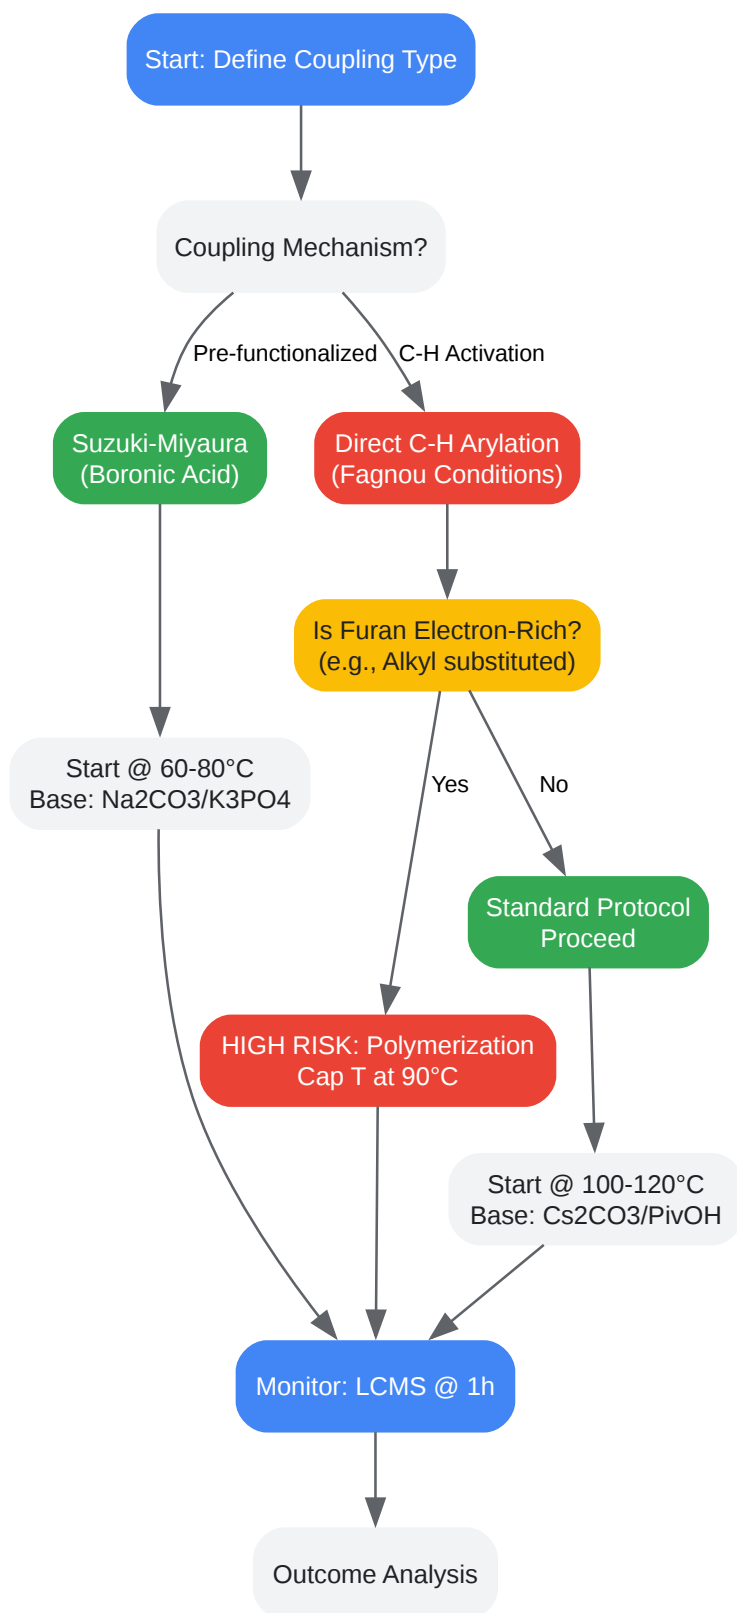 Start: Define Coupling Type
Coupling Mechanism?
Pre-functionalized
C-H Activation
Suzuki-Miyaura
(Boronic Acid)
Direct C-H Arylation
(Fagnou Conditions)
Is Furan Electron-Rich?
(e.g., Alkyl substituted)
Start @ 60-80°C
Base: Na2CO3/K3PO4
Yes
No
Standard Protocol
Proceed
HIGH RISK: Polymerization
Cap T at 90°C
Start @ 100-120°C
Base: Cs2CO3/PivOH
Monitor: LCMS @ 1h
Outcome Analysis